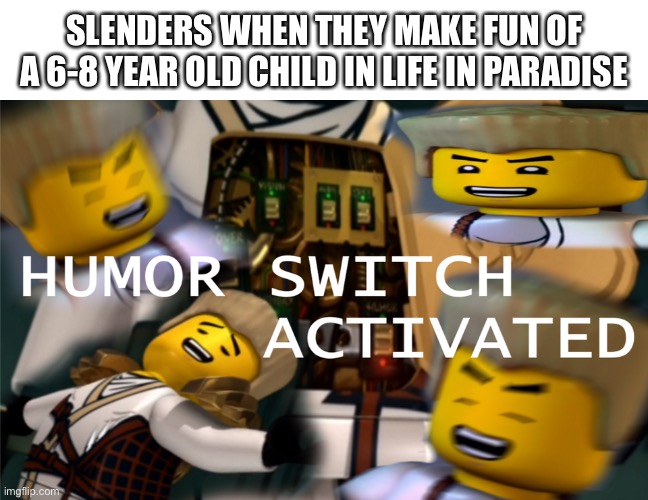 SLENDERS WHEN THEY MAKE FUN OF
A 6-8 YEAR OLD CHILD IN LIFE IN PARADISE
HUMOR SWITCH
ACTIVATED
imgflip.com